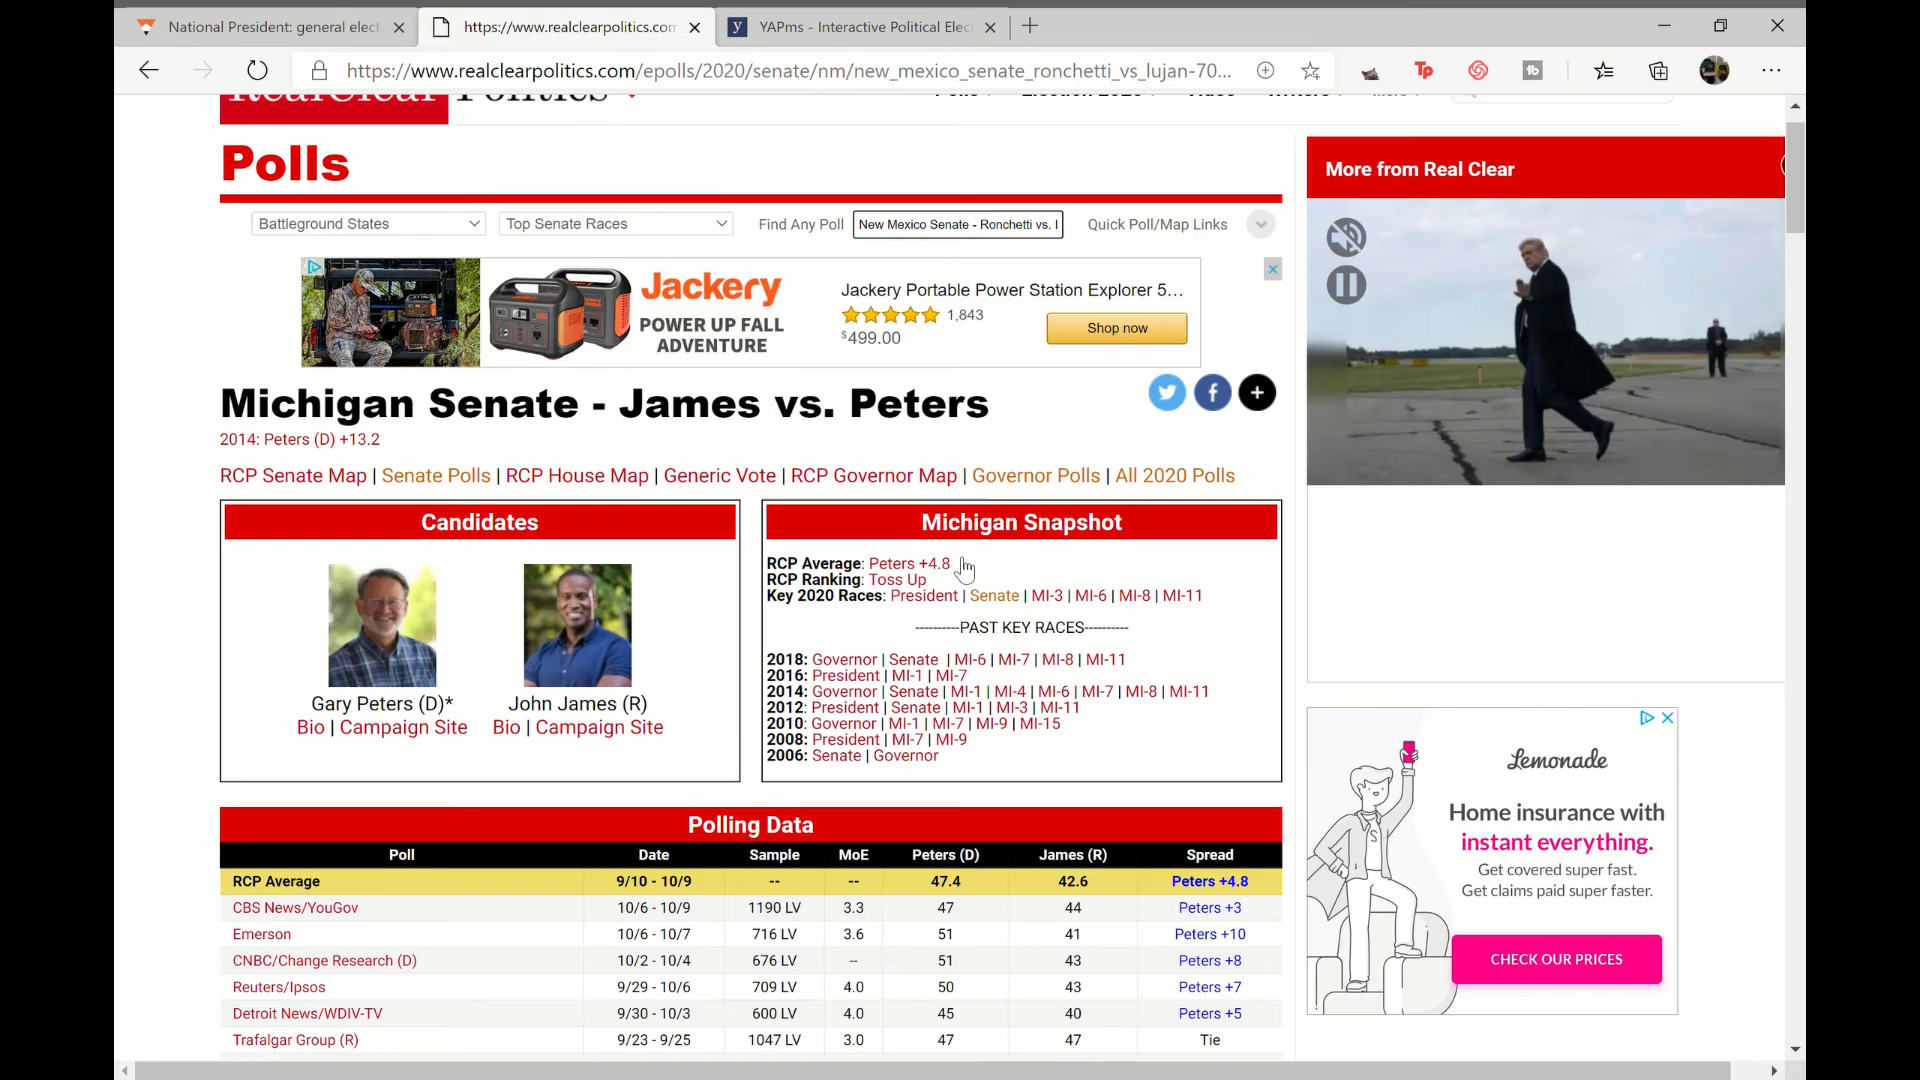 National President: general elect
https://www.realclearpolitics.com
YAPms - Interactive Political Elec
https://www.realclearpolitics.com/epolls/2020/senate/nm/new_mexico_senate_ronchetti_vs_lujan-70...
RealClear Politics
Polls Election 2020 Video Writers More
Polls
Battleground States
Top Senate Races
Find Any Poll
New Mexico Senate - Ronchetti vs. l
Quick Poll/Map Links
More from Real Clear
Jackery
POWER UP FALL
ADVENTURE
Jackery Portable Power Station Explorer 5...
1,843
$499.00
Shop now
Michigan Senate - James vs. Peters
2014: Peters (D) +13.2
RCP Senate Map | Senate Polls | RCP House Map | Generic Vote | RCP Governor Map | Governor Polls | All 2020 Polls
Candidates
Gary Peters (D)* John James (R)
Bio | Campaign Site Bio | Campaign Site
Michigan Snapshot
RCP Average: Peters +4.8
RCP Ranking: Toss Up
Key 2020 Races: President | Senate | MI-3 | MI-6 | MI-8 | MI-11
----------PAST KEY RACES----------
2018: Governor | Senate | MI-6 | MI-7 | MI-8 | MI-11
2016: President | MI-1 | MI-7
2014: Governor | Senate | MI-1 | MI-4 | MI-6 | MI-7 | MI-8 | MI-11
2012: President | Senate | MI-1 | MI-3 | MI-11
2010: Governor | MI-1 | MI-7 | MI-9 | MI-15
2008: President | MI-7 | MI-9
2006: Senate | Governor
Polling Data
Poll Date Sample MoE Peters (D) James (R) Spread
RCP Average 9/10 - 10/9 -- -- 47.4 42.6 Peters +4.8
CBS News/YouGov 10/6 - 10/9 1190 LV 3.3 47 44 Peters +3
Emerson 10/6 - 10/7 716 LV 3.6 51 41 Peters +10
CNBC/Change Research (D) 10/2 - 10/4 676 LV -- 51 43 Peters +8
Reuters/Ipsos 9/29 - 10/6 709 LV 4.0 50 43 Peters +7
Detroit News/WDIV-TV 9/30 - 10/3 600 LV 4.0 45 40 Peters +5
Trafalgar Group (R) 9/23 - 9/25 1047 LV 3.0 47 47 Tie
Lemonade
Home insurance with
instant everything.
Get covered super fast.
Get claims paid super faster.
CHECK OUR PRICES